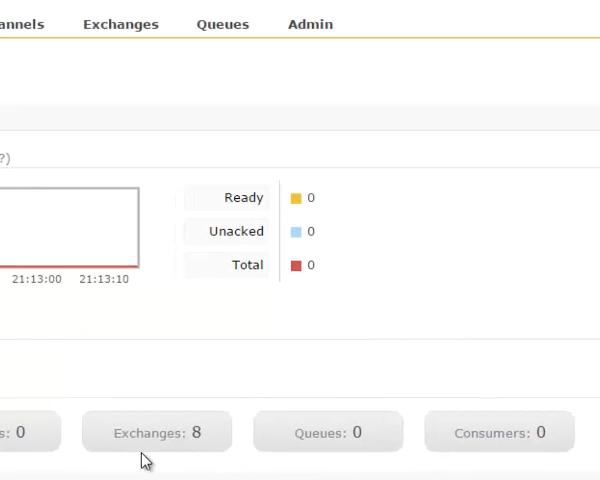 annels Exchanges Queues Admin
?)
Ready 0
Unacked 0
Total 0
21:13:00 21:13:10
s: 0 Exchanges: 8 Queues: 0 Consumers: 0